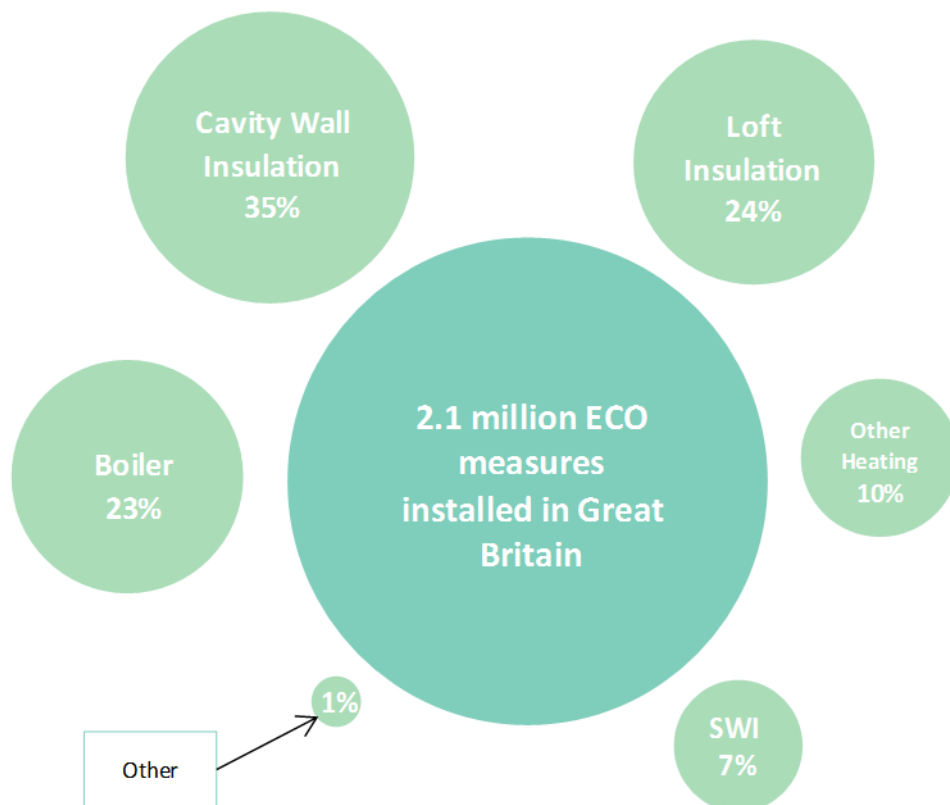 Cavity Wall
Insulation
35%
Loft
Insulation
24%
2.1 million ECO
measures
installed in Great
Britain
Boiler
23%
Other
Heating
10%
1%
Other
SWI
7%